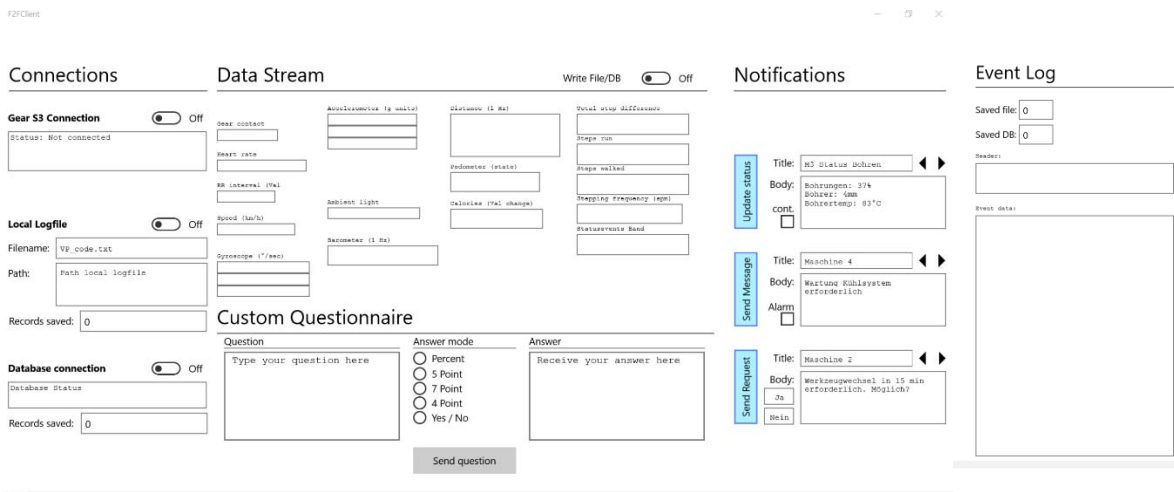 F2FClient
Connections
Gear S3 Connection
Off
Status: Not connected
Local Logfile
Off
Filename:
VP_code.txt
Path:
Path local logfile
Records saved:
0
Database connection
Off
Database Status
Records saved:
0
Data Stream
Write File/DB
Off
Gear contact
Heart rate
RR interval (Val
Speed (km/h)
Gyroscope (°/sec)
Accelerometer (g units)
Ambient light
Barometer (1 Hz)
Distance (1 Hz)
Pedometer (stats)
Calories (Val change)
Total step difference
Steps run
Steps walked
Stepping frequency (spm)
Statusevents Band
Custom Questionnaire
Question
Type your question here
Answer mode
Percent
5 Point
7 Point
4 Point
Yes / No
Answer
Receive your answer here
Send question
Notifications
Update status
Title:
M3 Status Bohren
Body:
Bohrungen: 37%
Bohrer: 4mm
Bohrertemp: 83°C
cont.
Send Message
Title:
Maschine 4
Body:
Wartung Kühlsystem
erforderlich
Alarm
Send Request
Title:
Maschine 2
Body:
Werkzeugwechsel in 15 min
erforderlich. Möglich?
Ja
Nein
Event Log
Saved file:
0
Saved DB:
0
Header:
Event data: